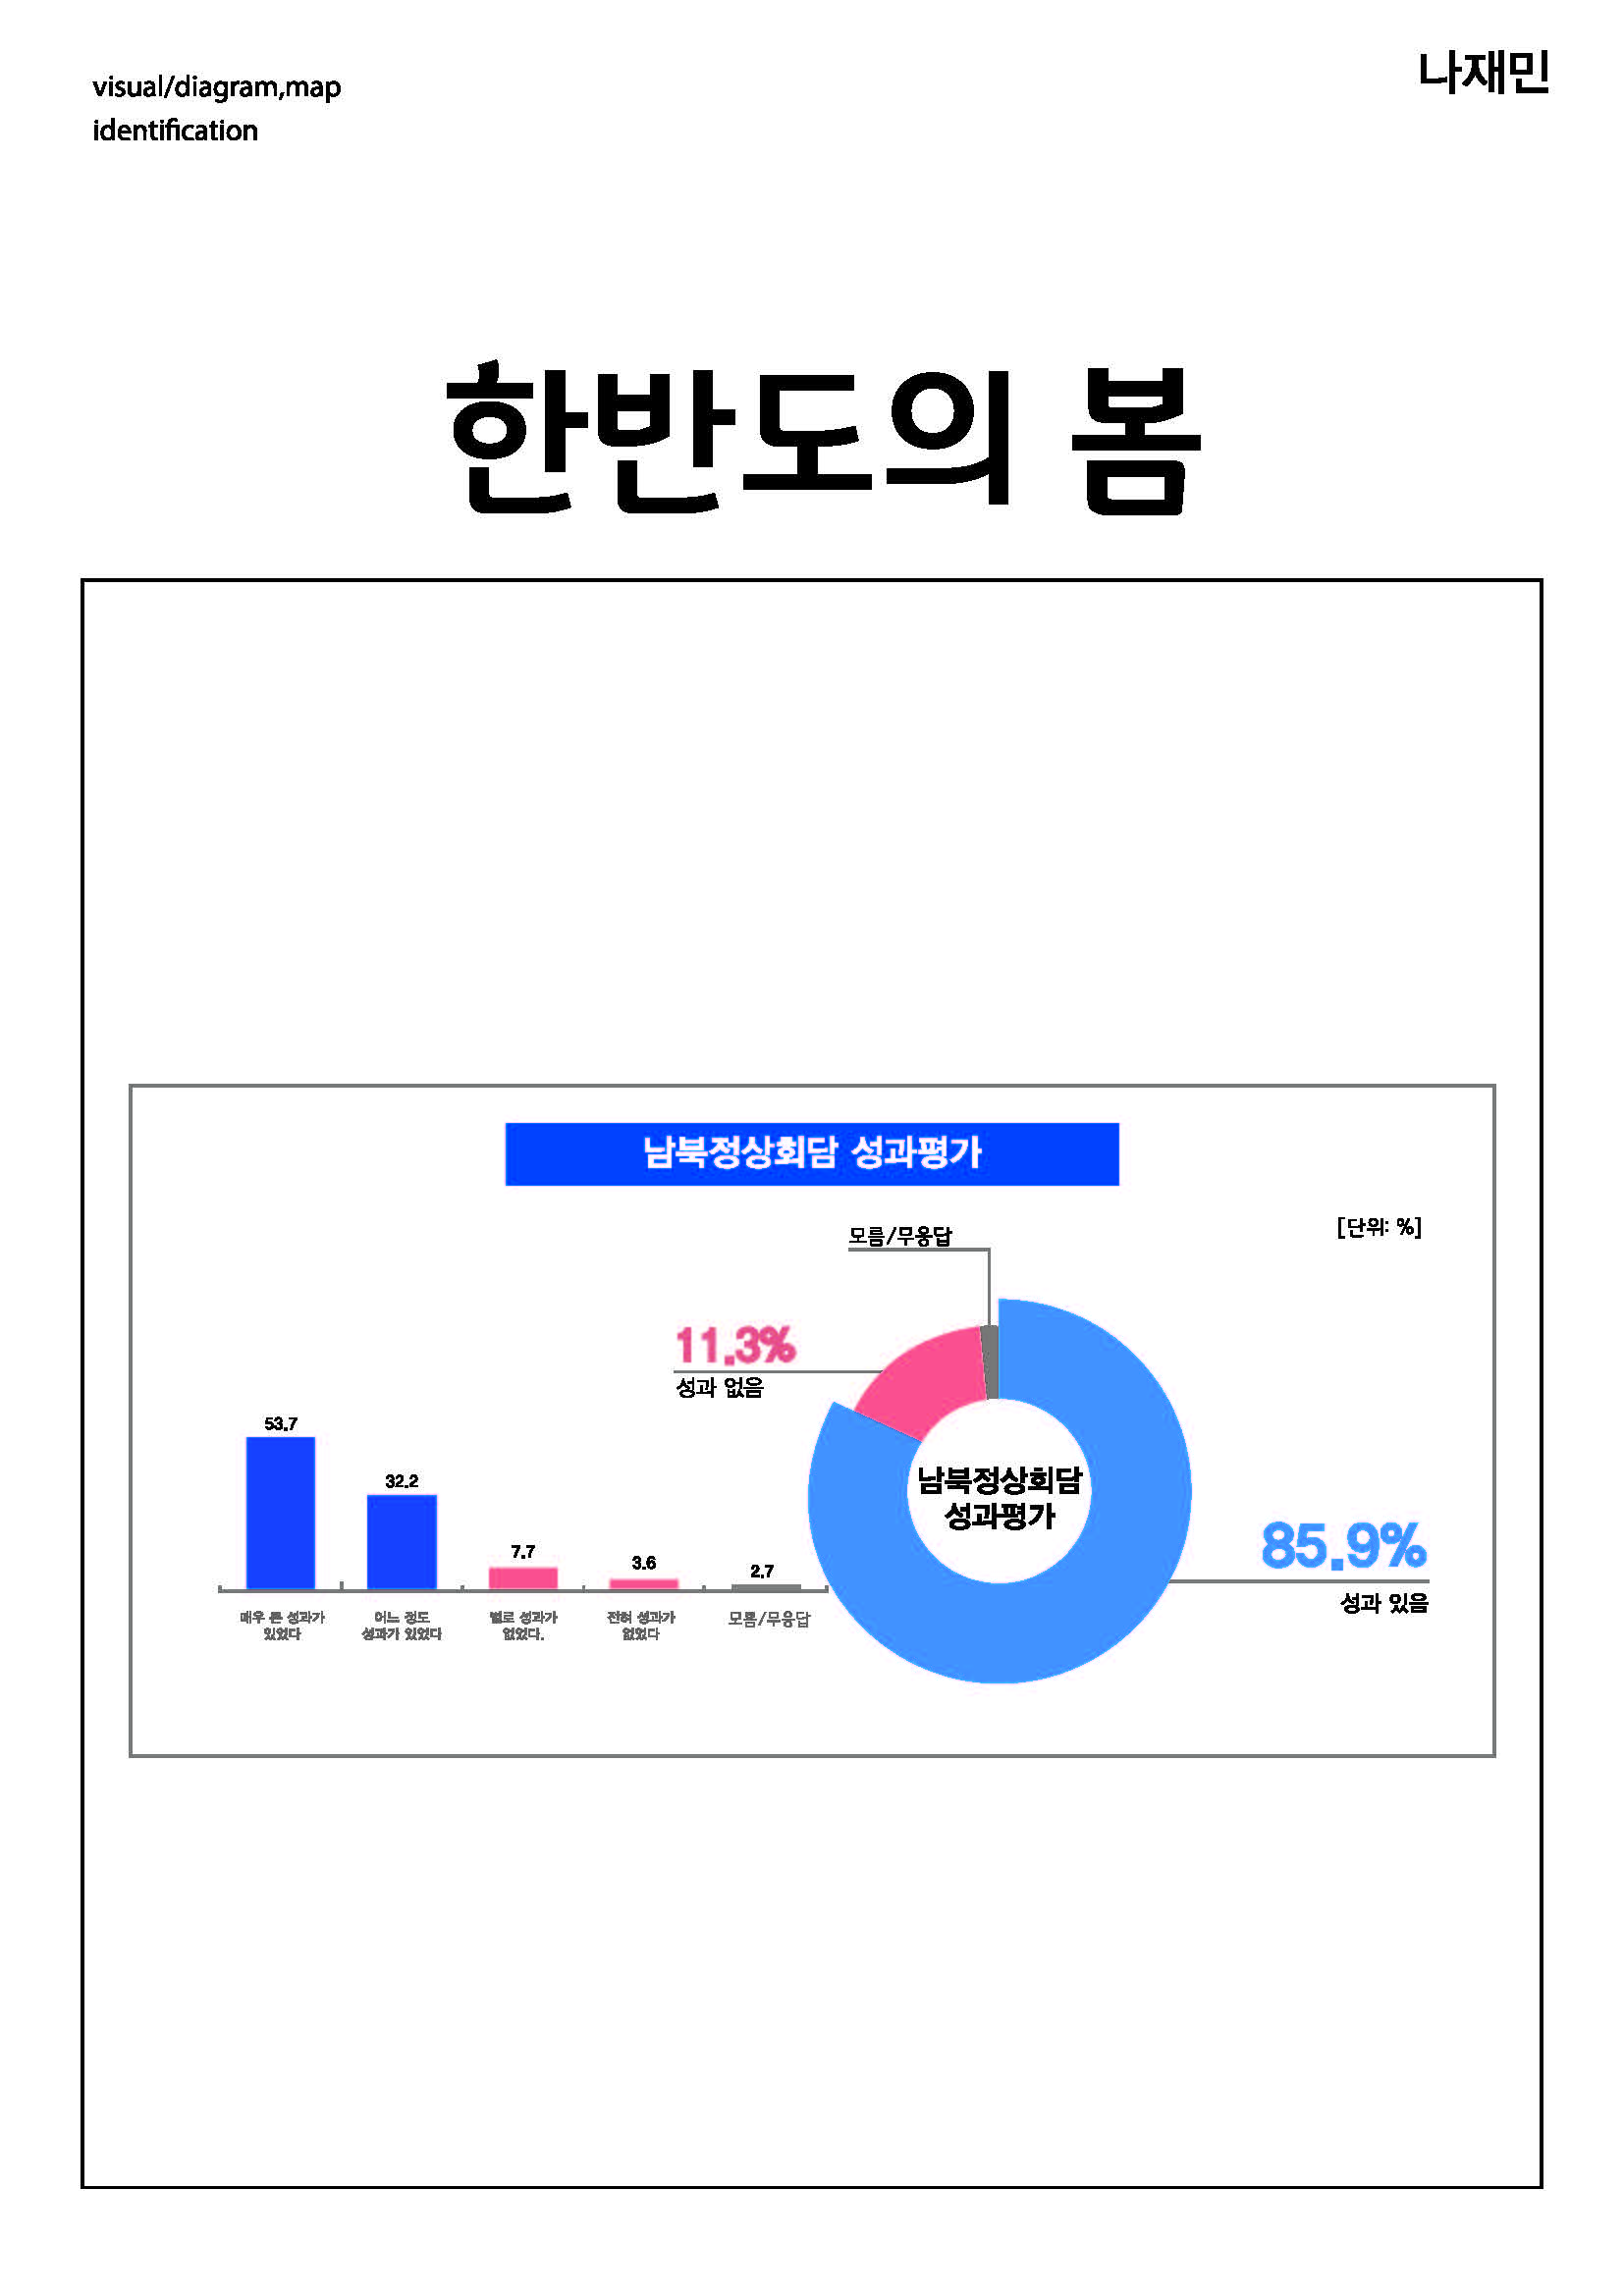 visual/diagram,map
identification
나재민
한반도의 봄
남북정상회담 성과평가
[단위: %]
모름/무응답
11.3%
성과 없음
남북정상회담
성과평가
85.9%
성과 있음
53.7
32.2
7.7
3.6
2.7
매우 큰 성과가
있었다
어느 정도
성과가 있었다
별로 성과가
없었다.
전혀 성과가
없었다
모름/무응답